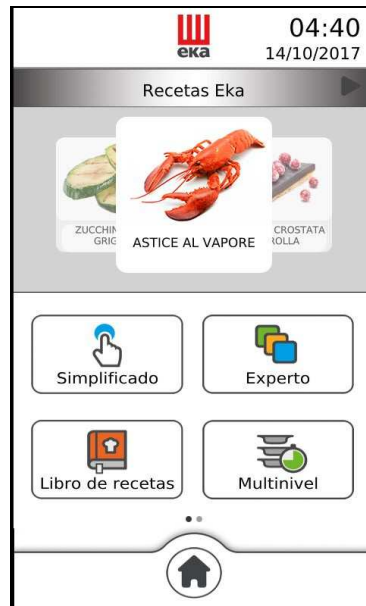 eka
04:40
14/10/2017
Recetas Eka
ZUCCHIN
GRIG
ASTICE AL VAPORE
CROSTATA
ROLLA
Simplificado
Experto
Libro de recetas
Multinivel